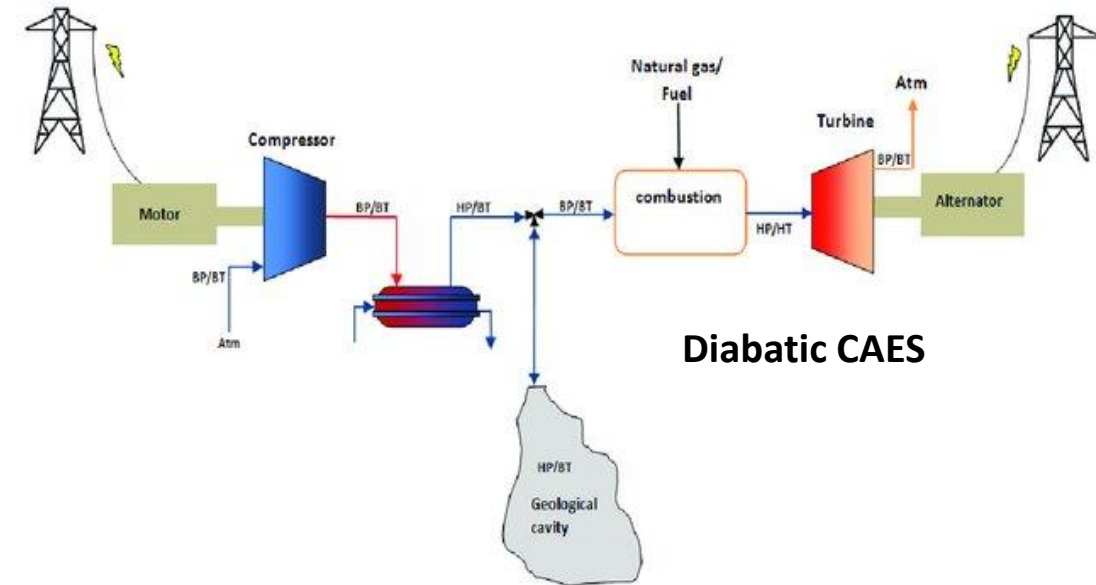 Natural gas/
Fuel
Atm
Compressor
Turbine
BP/BT
Motor
BP/BT
HP/BT
BP/BT
combustion
HP/HT
Alternator
BP/BT
Atm
Diabatic CAES
HP/BT
Geological
cavity